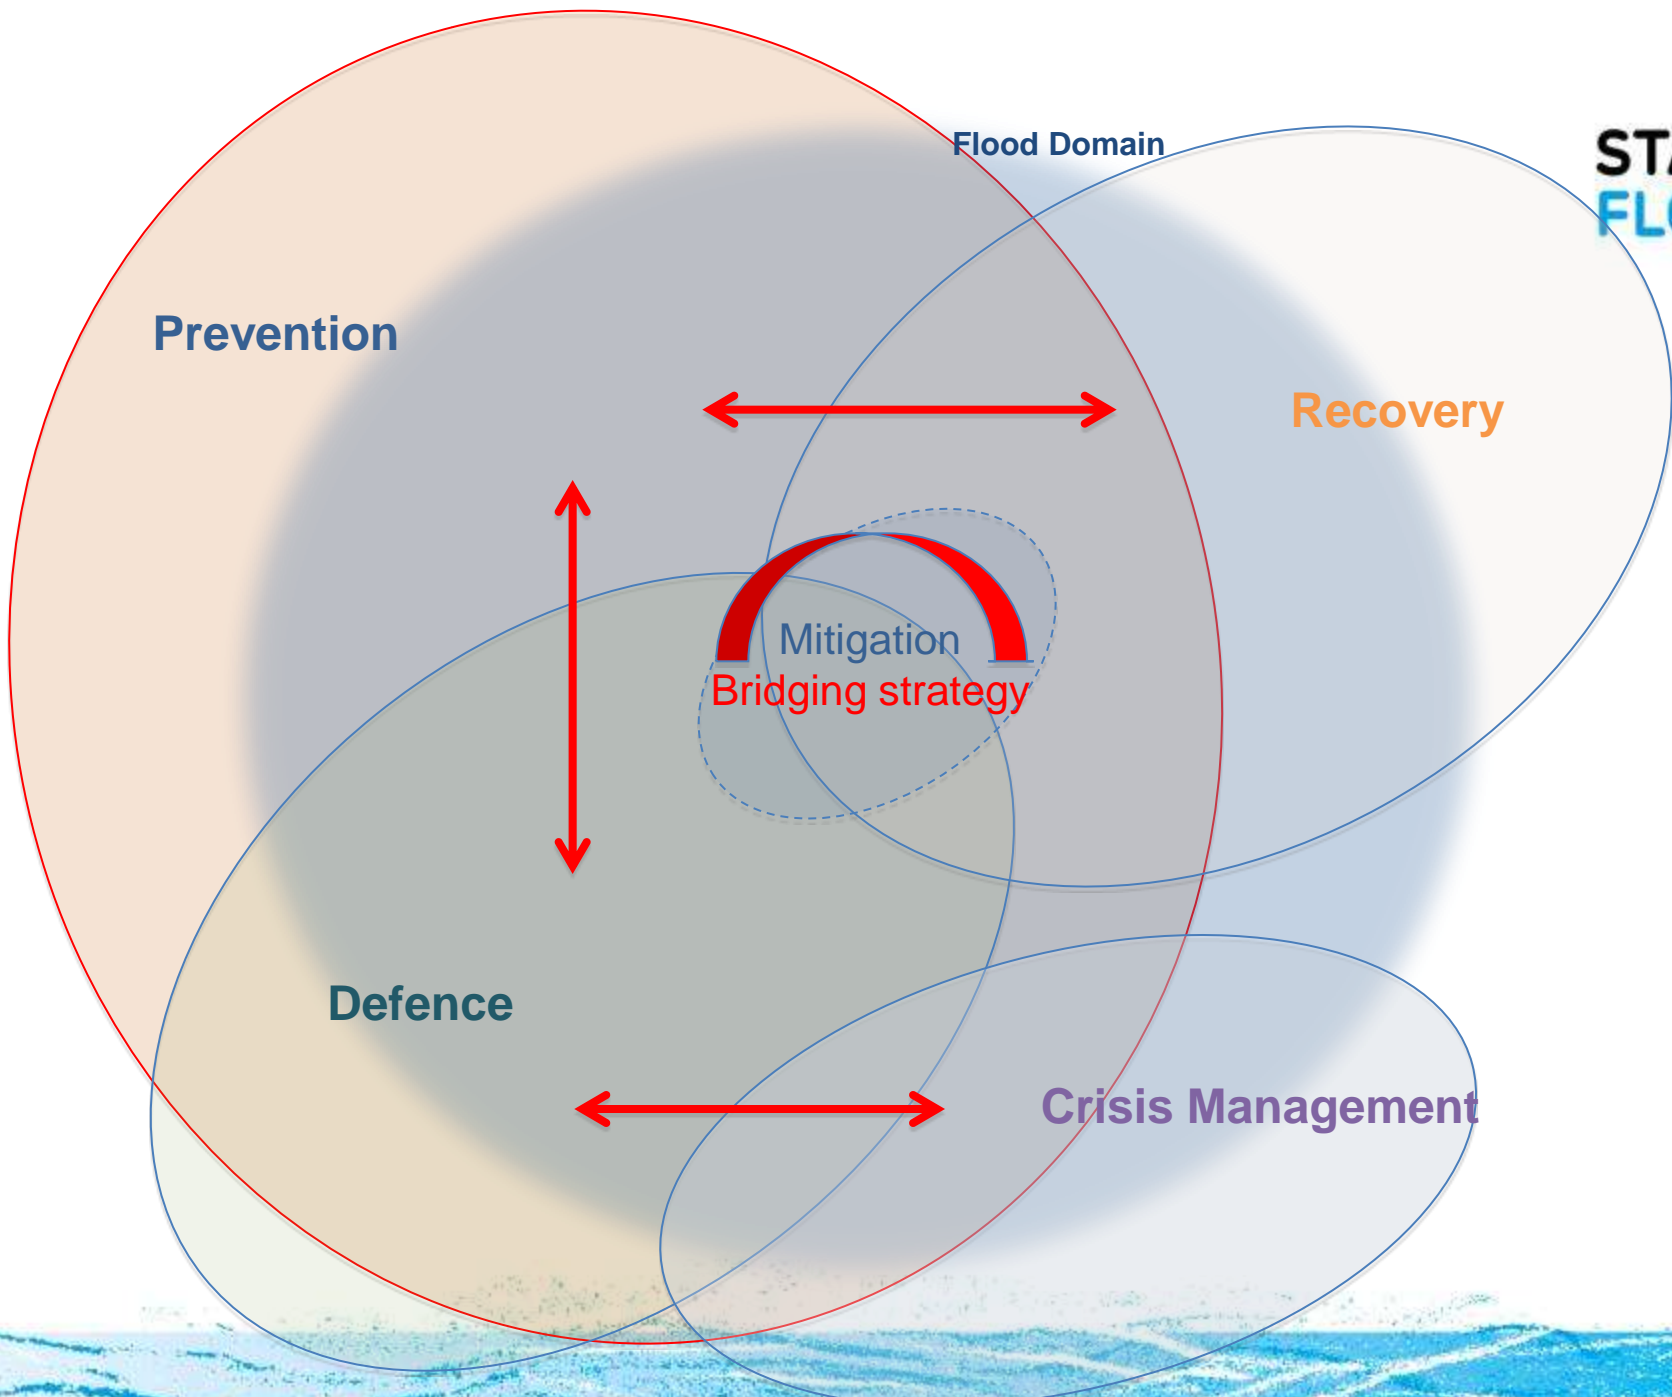 Flood Domain
Prevention
Recovery
Mitigation
Bridging strategy
Defence
Crisis Management